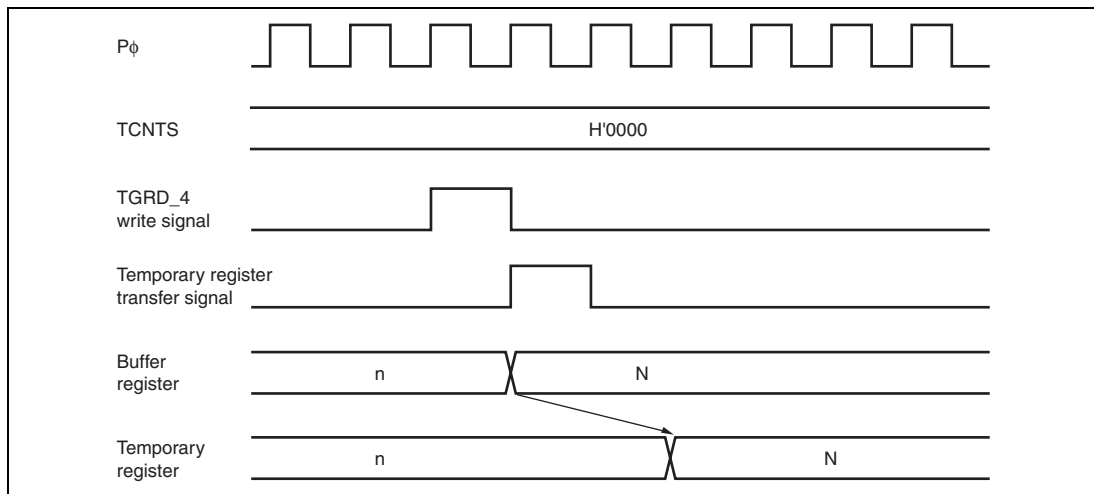 Pϕ
TCNTS
H'0000
TGRD_4
write signal
Temporary register
transfer signal
Buffer
register
n
N
Temporary
register
n
N